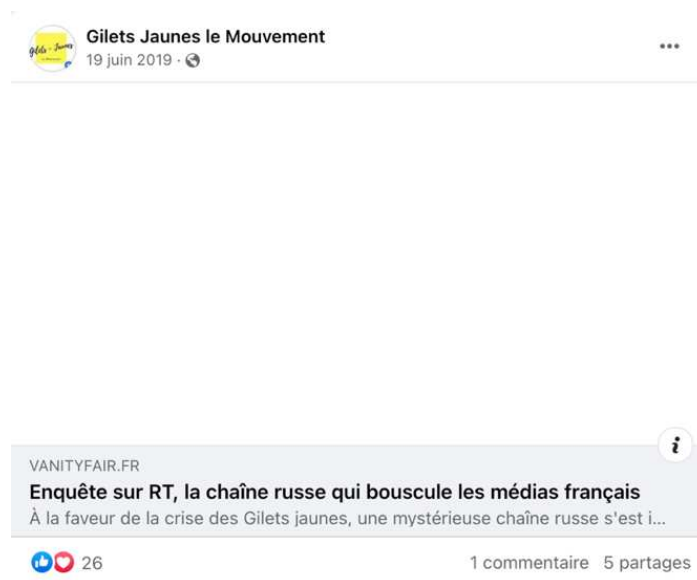 Gilets Jaunes le Mouvement
19 juin 2019
Gilets - Jaunes
VANITYFAIR.FR
Enquête sur RT, la chaîne russe qui bouscule les médias français
À la faveur de la crise des Gilets jaunes, une mystérieuse chaîne russe s'est i...
26
1 commentaire 5 partages